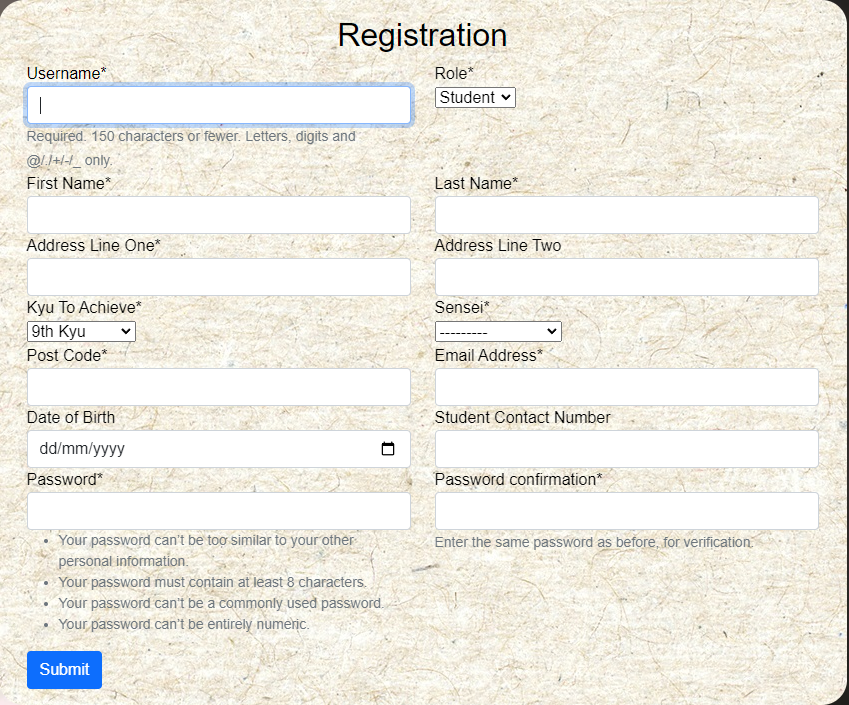 Registration
Username*
Role*
Student
Required. 150 characters or fewer. Letters, digits and
@/./+/-/_ only.
First Name*
Last Name*
Address Line One*
Address Line Two
Kyu To Achieve*
Sensei*
9th Kyu
---------
Post Code*
Email Address*
Date of Birth
Student Contact Number
dd/mm/yyyy
Password*
Password confirmation*
Your password can't be too similar to your other
personal information.
Enter the same password as before, for verification.
Your password must contain at least 8 characters.
Your password can't be a commonly used password.
Your password can't be entirely numeric.
Submit